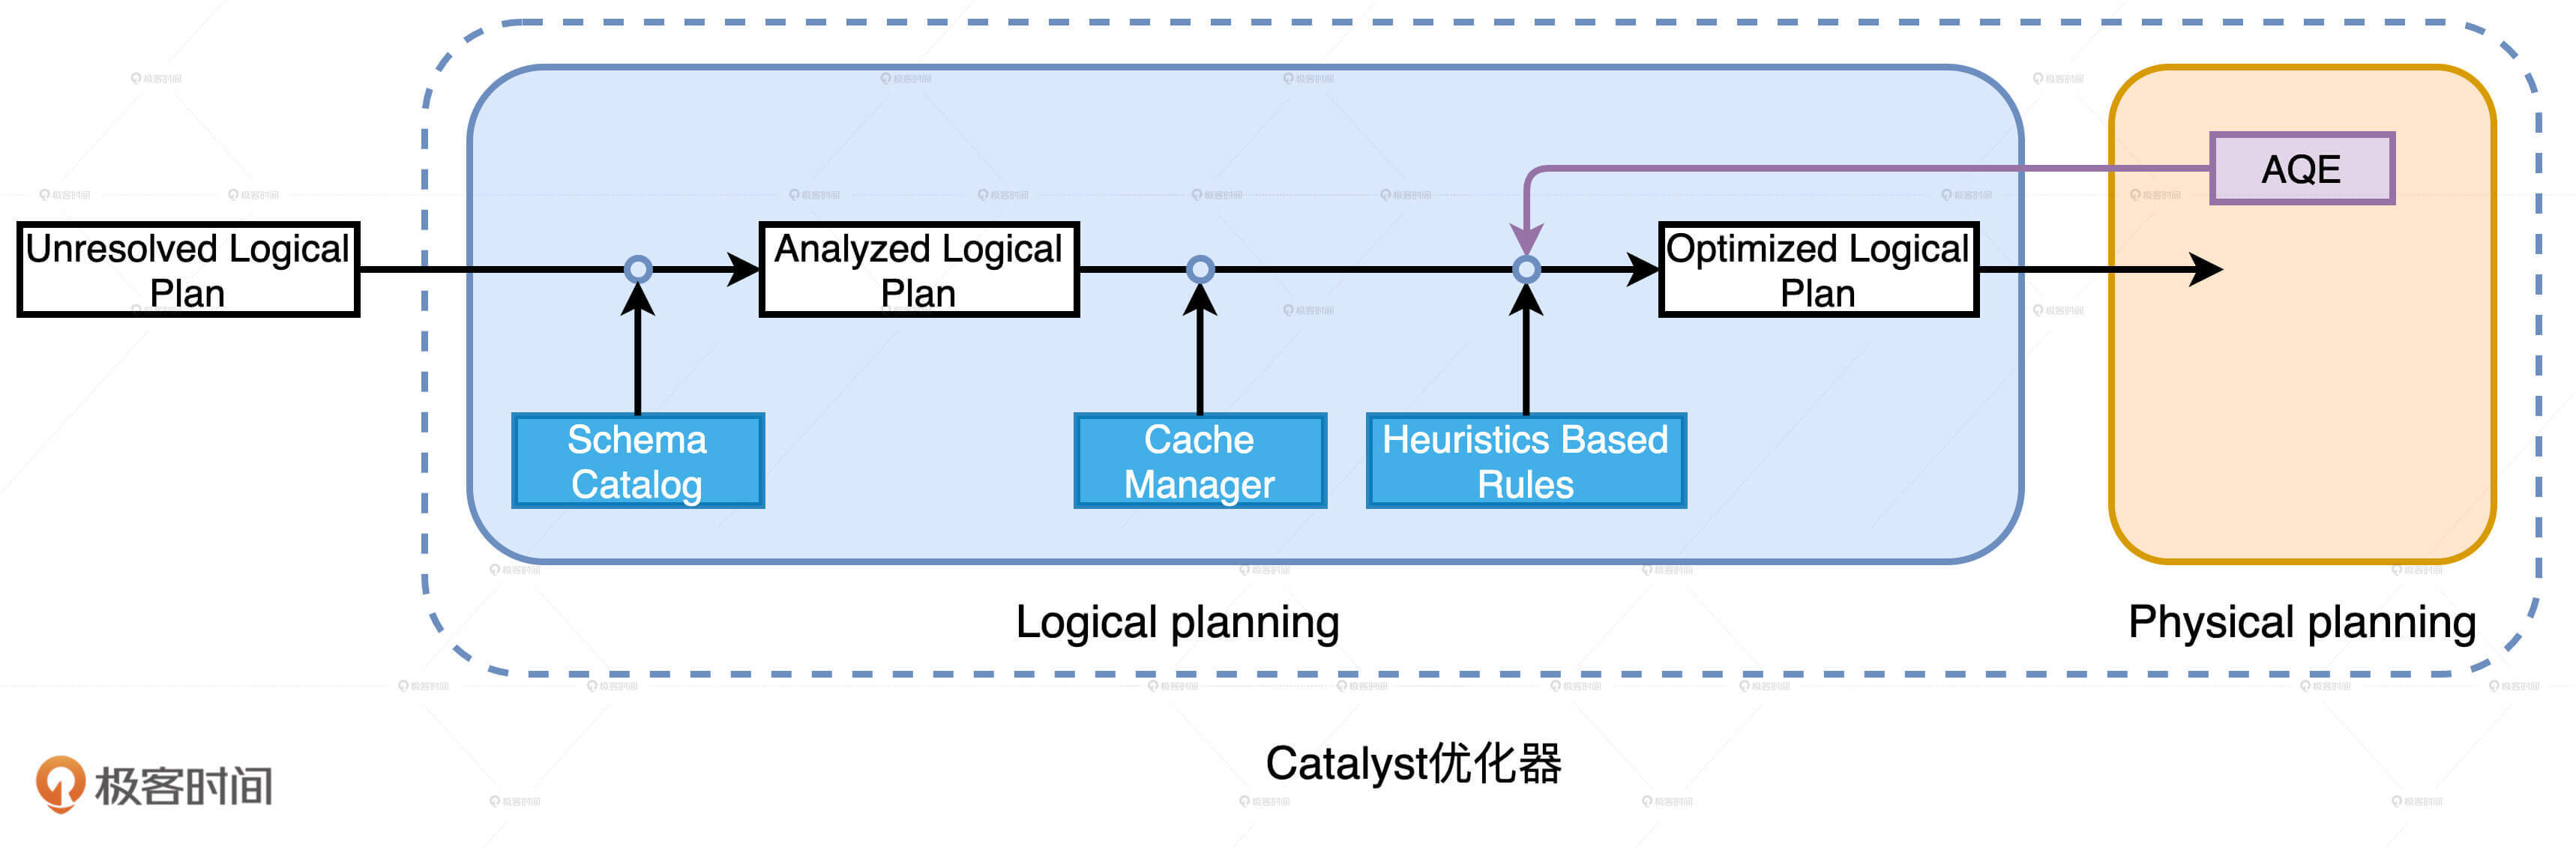 AQE
Unresolved Logical
Plan
Analyzed Logical
Plan
Optimized Logical
Plan
Schema
Catalog
Cache
Manager
Heuristics Based
Rules
Logical planning
Physical planning
Catalyst优化器
极客时间